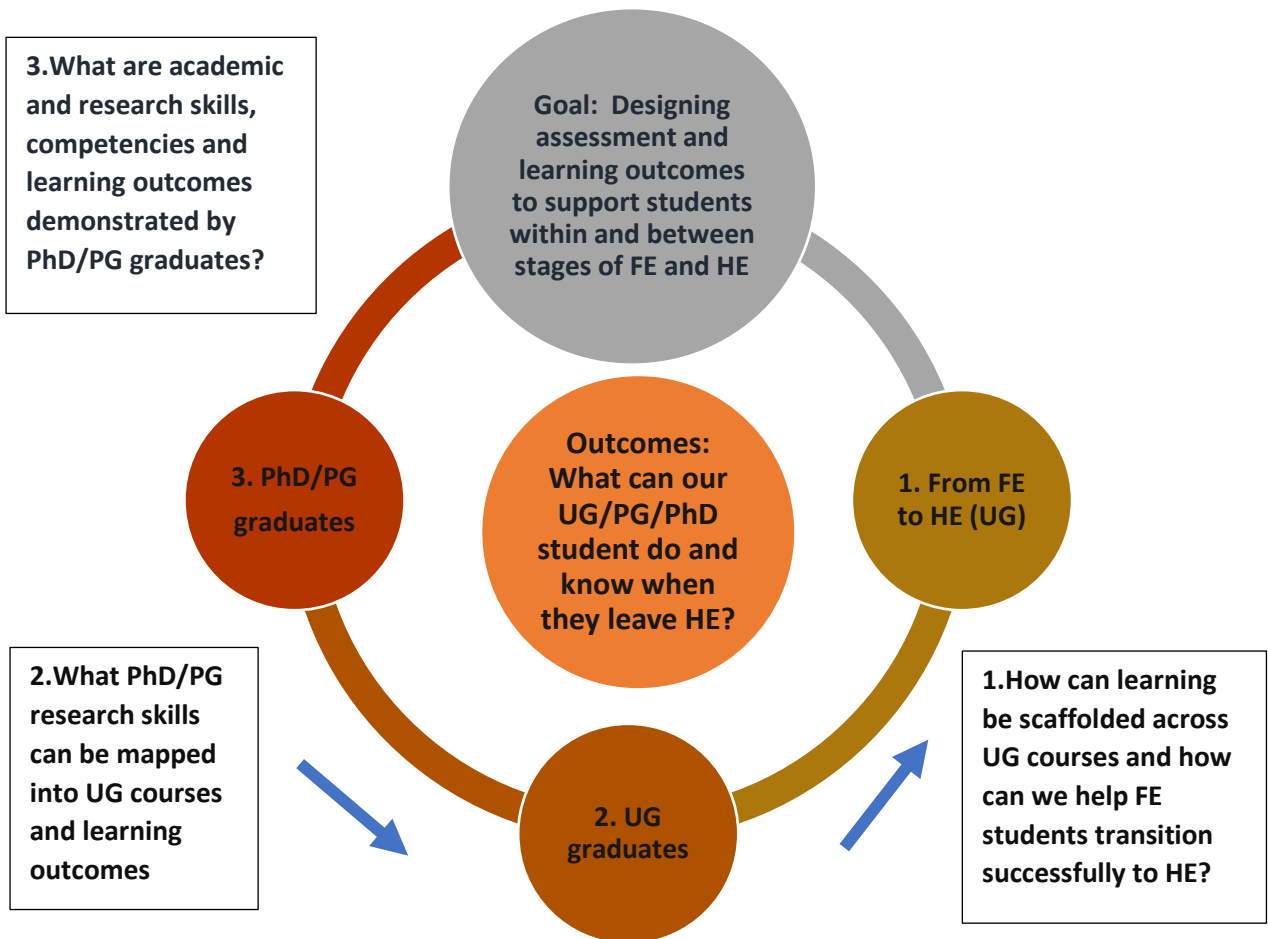 3.What are academic
and research skills,
competencies and
learning outcomes
demonstrated by
PhD/PG graduates?
Goal:  Designing
assessment and
learning outcomes
to support students
within and between
stages of FE and HE
3. PhD/PG
graduates
Outcomes:
What can our
UG/PG/PhD
student do and
know when
they leave HE?
1. From FE
to HE (UG)
2.What PhD/PG
research skills
can be mapped
into UG courses
and learning
outcomes
2. UG
graduates
1.How can learning
be scaffolded across
UG courses and how
can we help FE
students transition
successfully to HE?